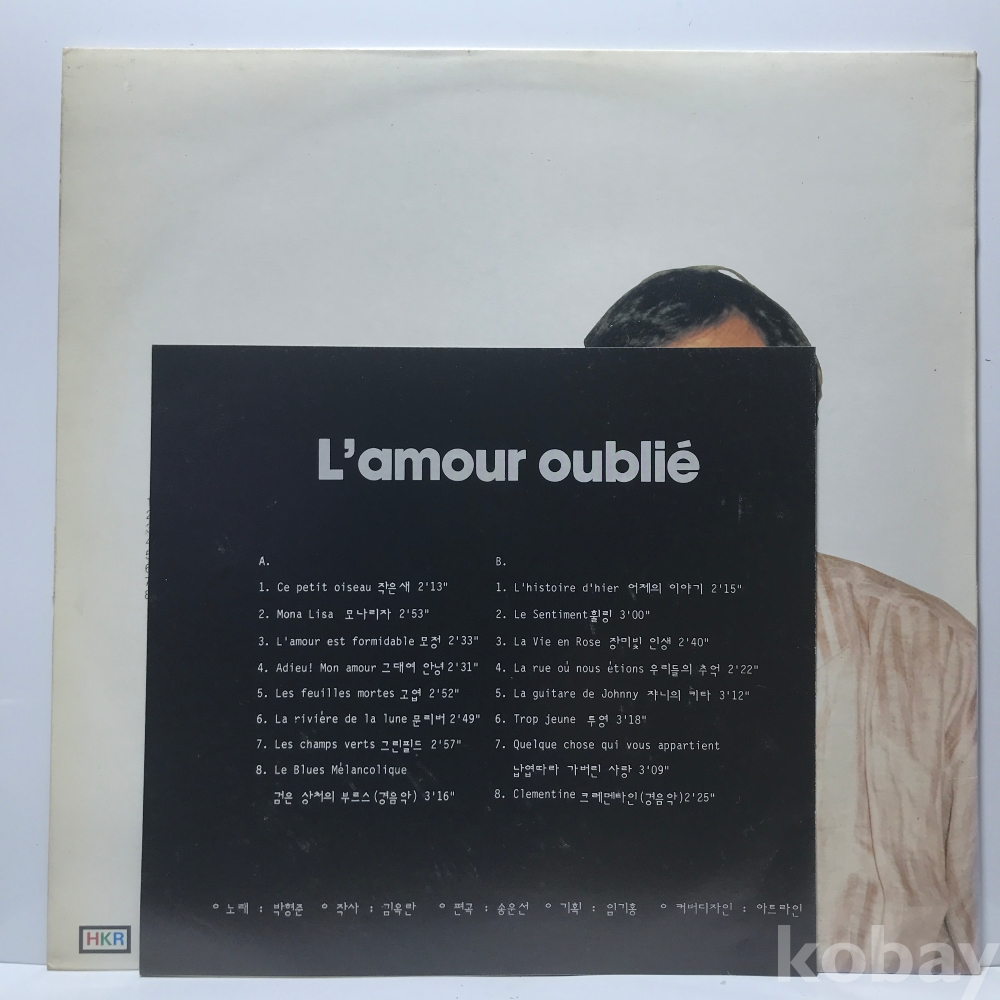 L'amour oublié
A.
1. Ce petit oiseau 작은새 2'13"
2. Mona Lisa 모나리자 2'53"
3. L'amour est formidable 모정 2'33"
4. Adieu! Mon amour 그대여 안녕 2'31"
5. Les feuilles mortes 고엽 2'52"
6. La rivière de la lune 문리버 2'49"
7. Les champs verts 그린필드 2'57"
8. Le Blues Mélancolique
검은 상처의 부르스(경음악) 3'16"
B.
1. L'histoire d'hier 어제의 이야기 2'15"
2. Le Sentiment 휠링 3'00"
3. La Vie en Rose 장미빛 인생 2'40"
4. La rue oú nous étions 우리들의 추억 2'22"
5. La guitare de Johnny 쟈니의 키타 3'12"
6. Trop jeune 투영 3'18"
7. Quelque chose qui vous appartient
낙엽따라 가버린 사랑 3'09"
8. Clementine 크레멘타인(경음악)2'25"
ㅇ노래 : 박형준 ㅇ작사 : 김욱란 ㅇ편곡 : 송운선 ㅇ기획 : 임기홍 ㅇ커버디자인 : 아트라인
HKR
kobay